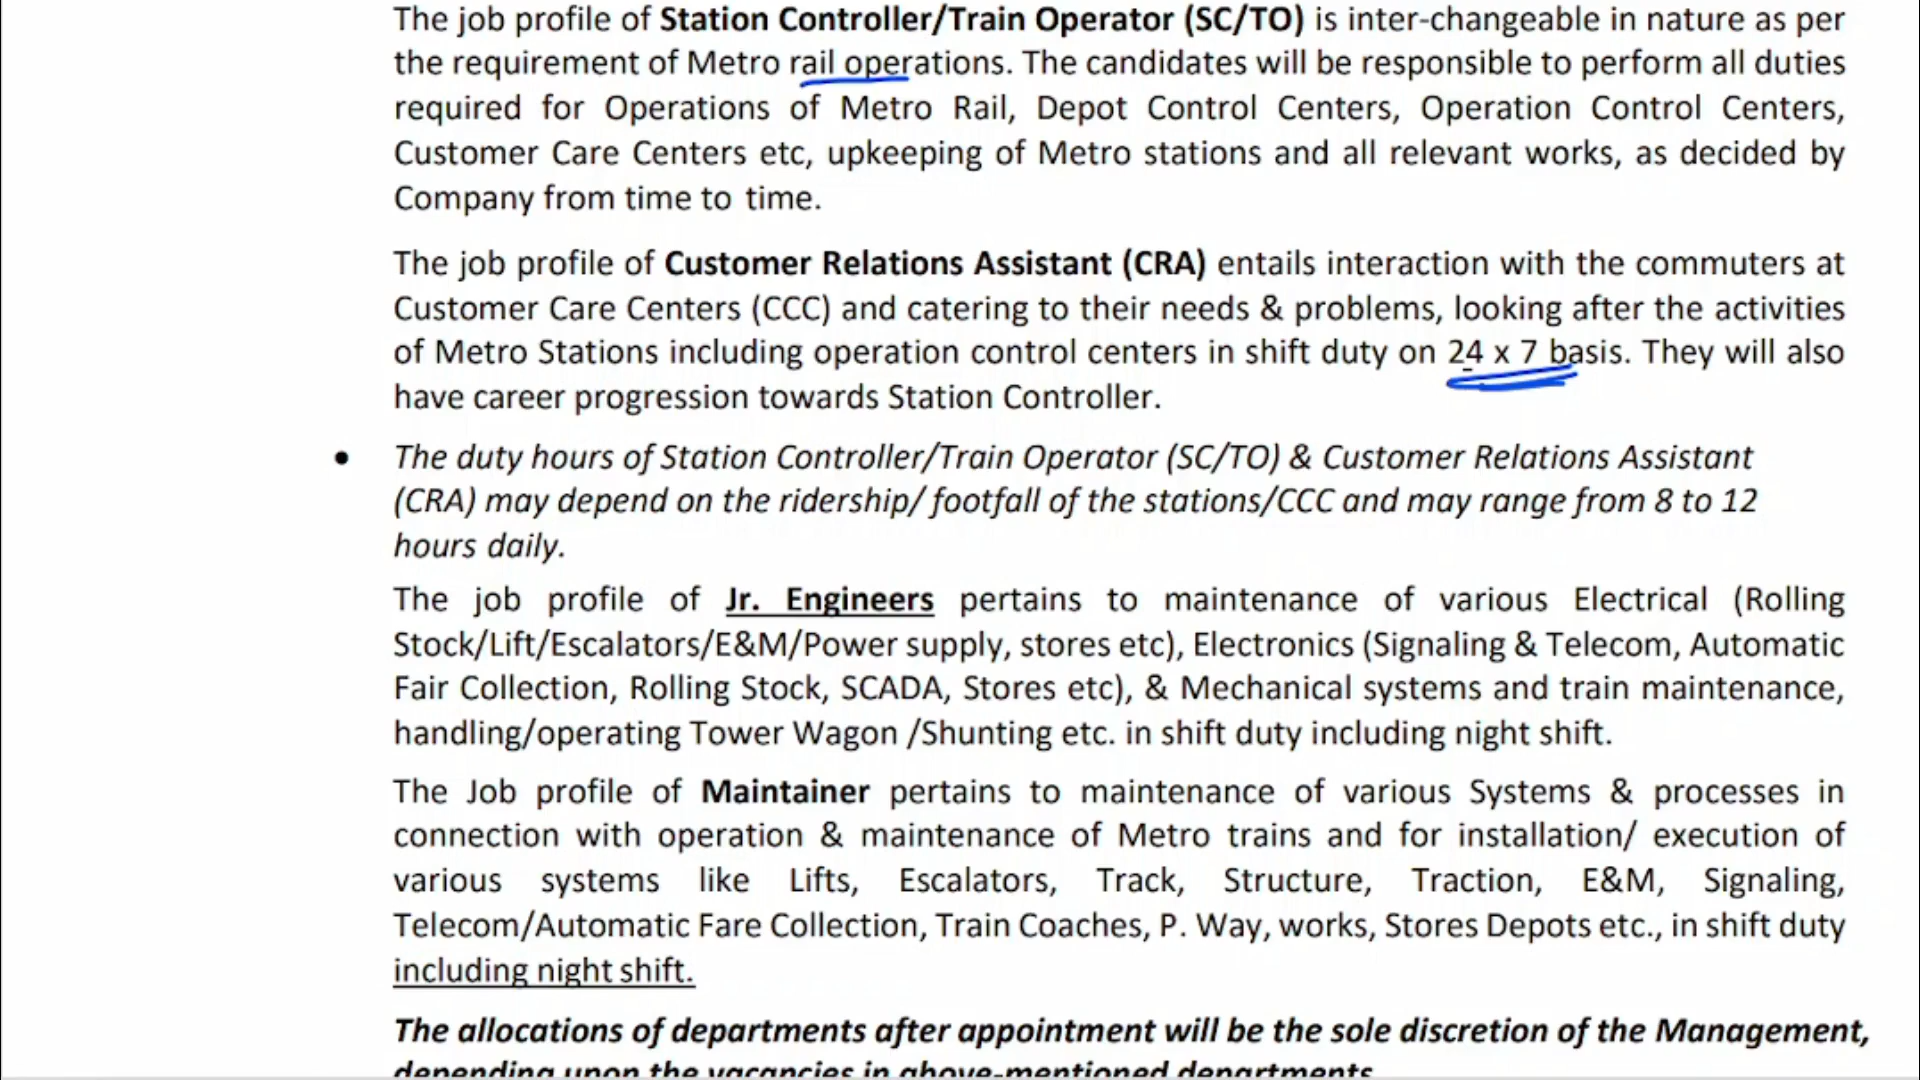 The job profile of Station Controller/Train Operator (SC/TO) is inter-changeable in nature as per
the requirement of Metro rail operations. The candidates will be responsible to perform all duties
required for Operations of Metro Rail, Depot Control Centers, Operation Control Centers,
Customer Care Centers etc, upkeeping of Metro stations and all relevant works, as decided by
Company from time to time.
The job profile of Customer Relations Assistant (CRA) entails interaction with the commuters at
Customer Care Centers (CCC) and catering to their needs & problems, looking after the activities
of Metro Stations including operation control centers in shift duty on 24 x 7 basis. They will also
have career progression towards Station Controller.
• The duty hours of Station Controller/Train Operator (SC/TO) & Customer Relations Assistant
(CRA) may depend on the ridership/ footfall of the stations/CCC and may range from 8 to 12
hours daily.
The job profile of Jr. Engineers pertains to maintenance of various Electrical (Rolling
Stock/Lift/Escalators/E&M/Power supply, stores etc), Electronics (Signaling & Telecom, Automatic
Fair Collection, Rolling Stock, SCADA, Stores etc), & Mechanical systems and train maintenance,
handling/operating Tower Wagon /Shunting etc. in shift duty including night shift.
The Job profile of Maintainer pertains to maintenance of various Systems & processes in
connection with operation & maintenance of Metro trains and for installation/ execution of
various systems like Lifts, Escalators, Track, Structure, Traction, E&M, Signaling,
Telecom/Automatic Fare Collection, Train Coaches, P. Way, works, Stores Depots etc., in shift duty
including night shift.
The allocations of departments after appointment will be the sole discretion of the Management,
depending upon the vacancies in above-mentioned departments